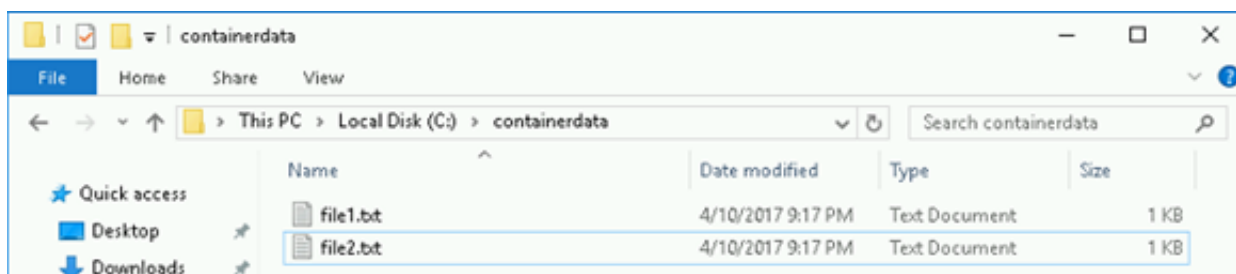 containerdata
File Home Share View
This PC > Local Disk (C:) > containerdata Search containerdata
Name Date modified Type Size
Quick access
file1.txt 4/10/2017 9:17 PM Text Document 1 KB
Desktop
file2.txt 4/10/2017 9:17 PM Text Document 1 KB
Downloads